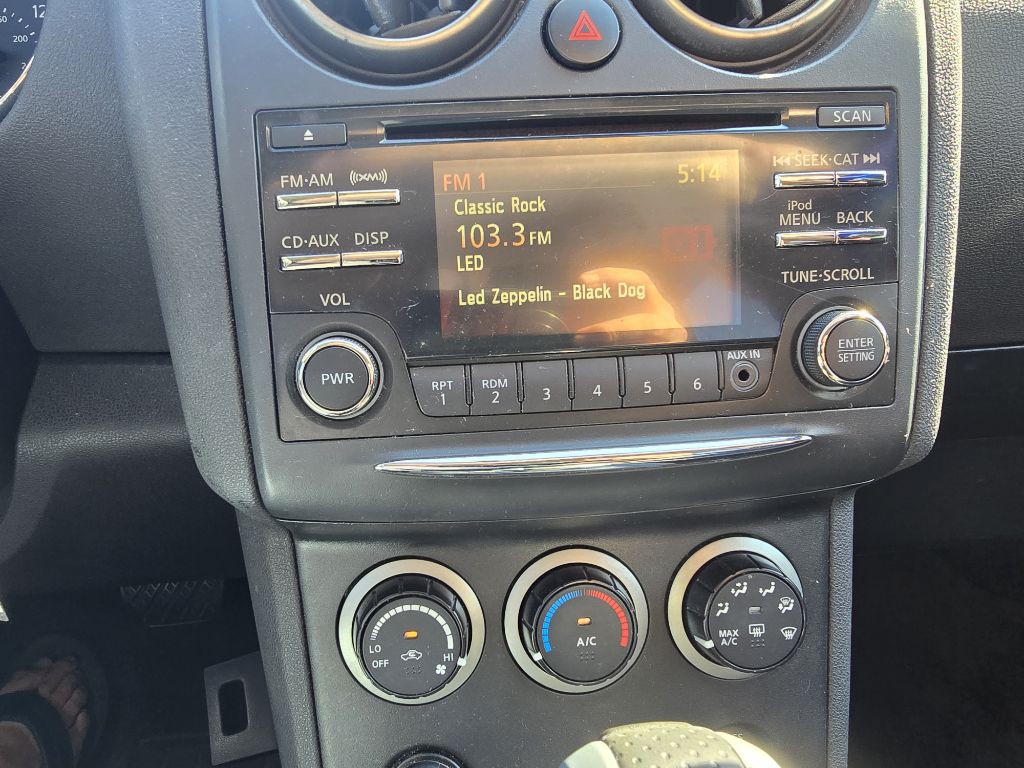 12
200
SCAN
FM·AM
((XM))
SEEK·CAT
CD·AUX
DISP
iPod
MENU
BACK
VOL
TUNE·SCROLL
FM 1
5:14
Classic Rock
103.3 FM
LED
Led Zeppelin - Black Dog
PWR
RPT
1
RDM
2
3
4
5
6
AUX IN
ENTER
SETTING
LO
HI
OFF
A/C
MAX
A/C